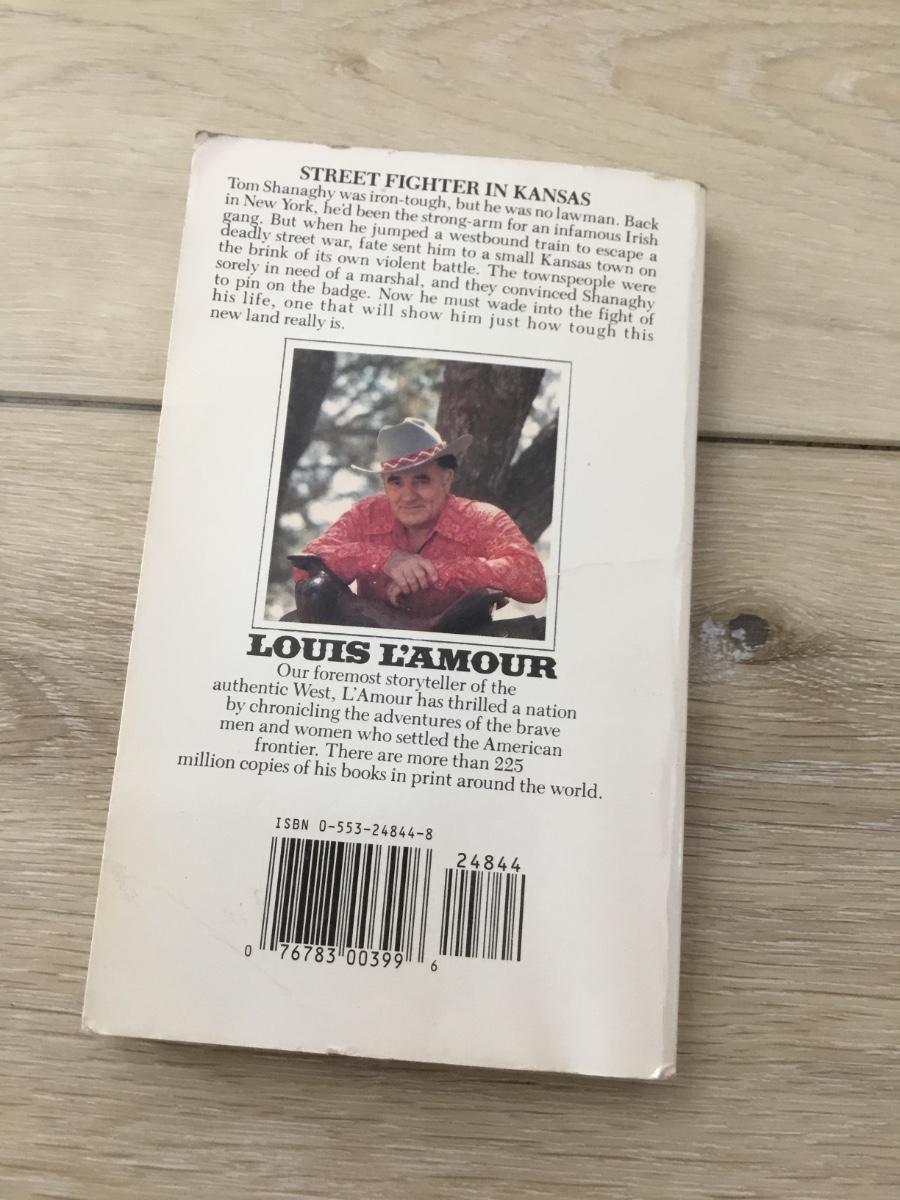 STREET FIGHTER IN KANSAS
Tom Shanaghy was iron-tough, but he was no lawman. Back
in New York, he'd been the strong-arm for an infamous Irish
gang. But when he jumped a westbound train to escape a
deadly street war, fate sent him to a small Kansas town on
the brink of its own violent battle. The townspeople were
sorely in need of a marshal, and they convinced Shanaghy
to pin on the badge. Now he must wade into the fight of
his life, one that will show him just how tough this
new land really is.
LOUIS L'AMOUR
Our foremost storyteller of the
authentic West, L'Amour has thrilled a nation
by chronicling the adventures of the brave
men and women who settled the American
frontier. There are more than 225
million copies of his books in print around the world.
ISBN 0-553-24844-8
24844
0 76783 00399 6